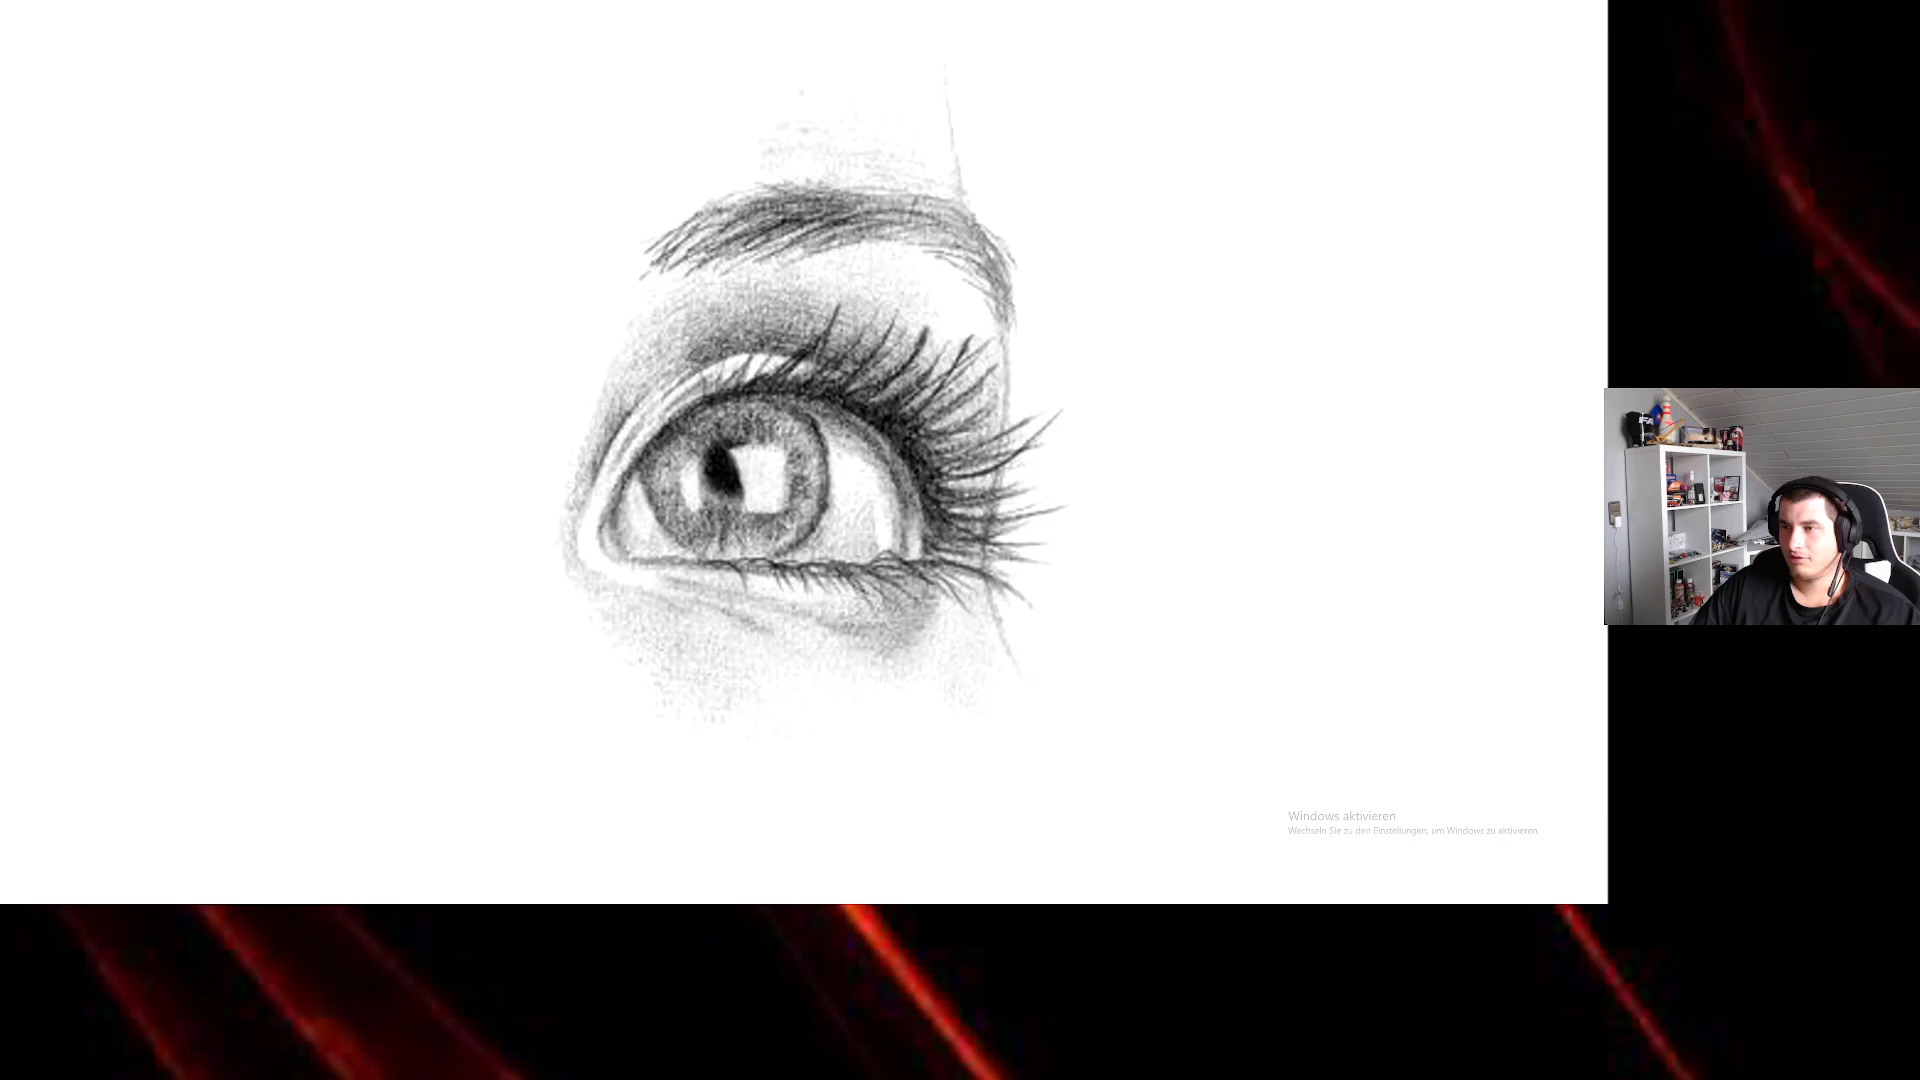 Windows aktivieren
Wechseln Sie zu den Einstellungen, um Windows zu aktivieren.